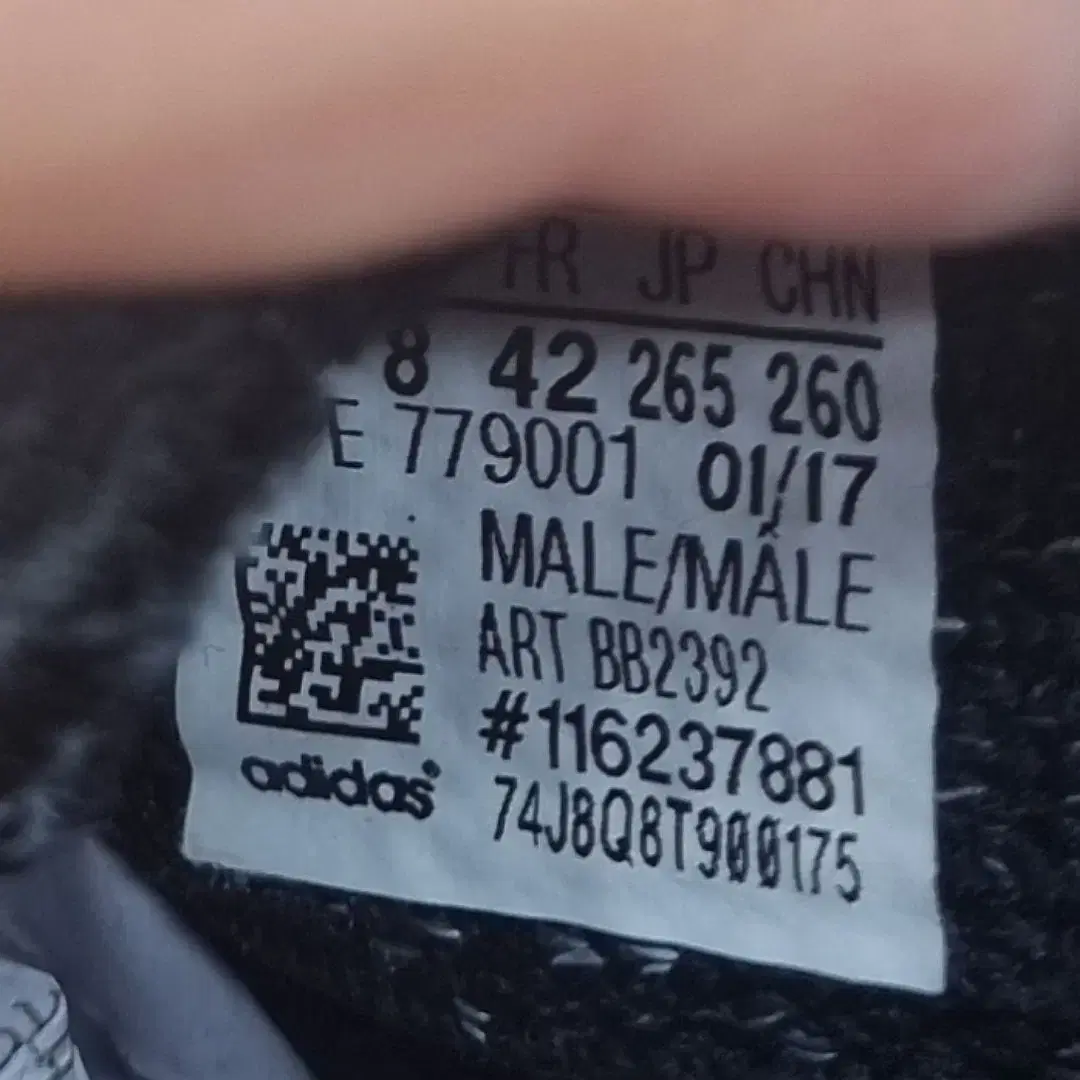 FR JP CHN
8 42 265 260
E 779001 01/17
MALE/MÂLE
ART BB2392
#116237881
adidas
74J8Q8T900175